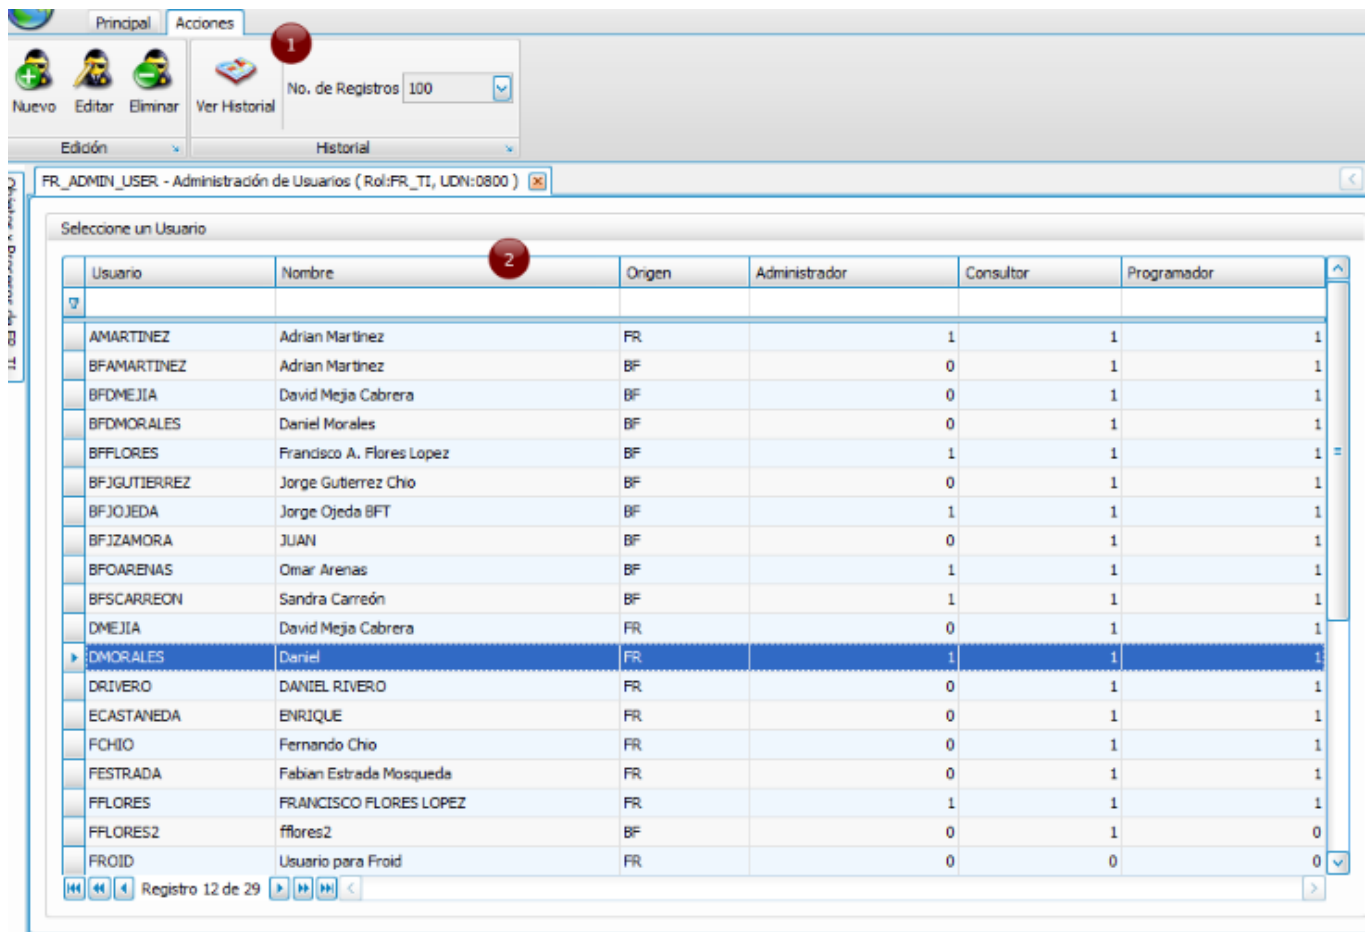 Principal Acciones
1
No. de Registros 100
Nuevo Editar Eliminar Ver Historial
Edición Historial
FR_ADMIN_USER - Administración de Usuarios ( Rol:FR_TI, UDN:0800 )
Objetos y Procesos de FR_TI
Seleccione un Usuario
2
Usuario Nombre Origen Administrador Consultor Programador
AMARTINEZ Adrian Martinez FR 1 1 1
BFAMARTINEZ Adrian Martinez BF 0 1 1
BFDMEJIA David Mejia Cabrera BF 0 1 1
BFDMORALES Daniel Morales BF 0 1 1
BFFLORES Francisco A. Flores Lopez BF 1 1 1
BFJGUTIERREZ Jorge Gutierrez Chio BF 0 1 1
BFJOJEDA Jorge Ojeda BFT BF 1 1 1
BFJZAMORA JUAN BF 0 1 1
BFOARENAS Omar Arenas BF 1 1 1
BFSCARREON Sandra Carreón BF 1 1 1
DMEJIA David Mejia Cabrera FR 0 1 1
DMORALES Daniel FR 1 1 1
DRIVERO DANIEL RIVERO FR 0 1 1
ECASTANEDA ENRIQUE FR 0 1 1
FCHIO Fernando Chio FR 0 1 1
FESTRADA Fabian Estrada Mosqueda FR 0 1 1
FFLORES FRANCISCO FLORES LOPEZ FR 1 1 1
FFLORES2 fflores2 BF 0 1 0
FROID Usuario para Froid FR 0 0 0
Registro 12 de 29